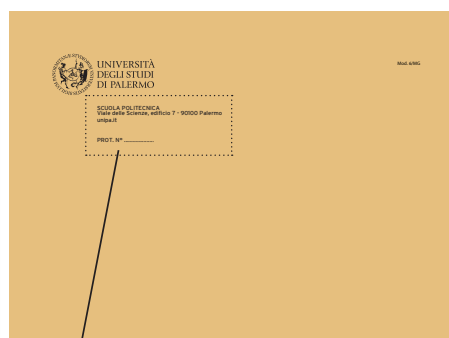 UNIVERSITÀ
DEGLI STUDI
DI PALERMO
Mod. 6/MG
SCUOLA POLITECNICA
Viale delle Scienze, edificio 7 - 90100 Palermo
unipa.it
PROT. N° ..................